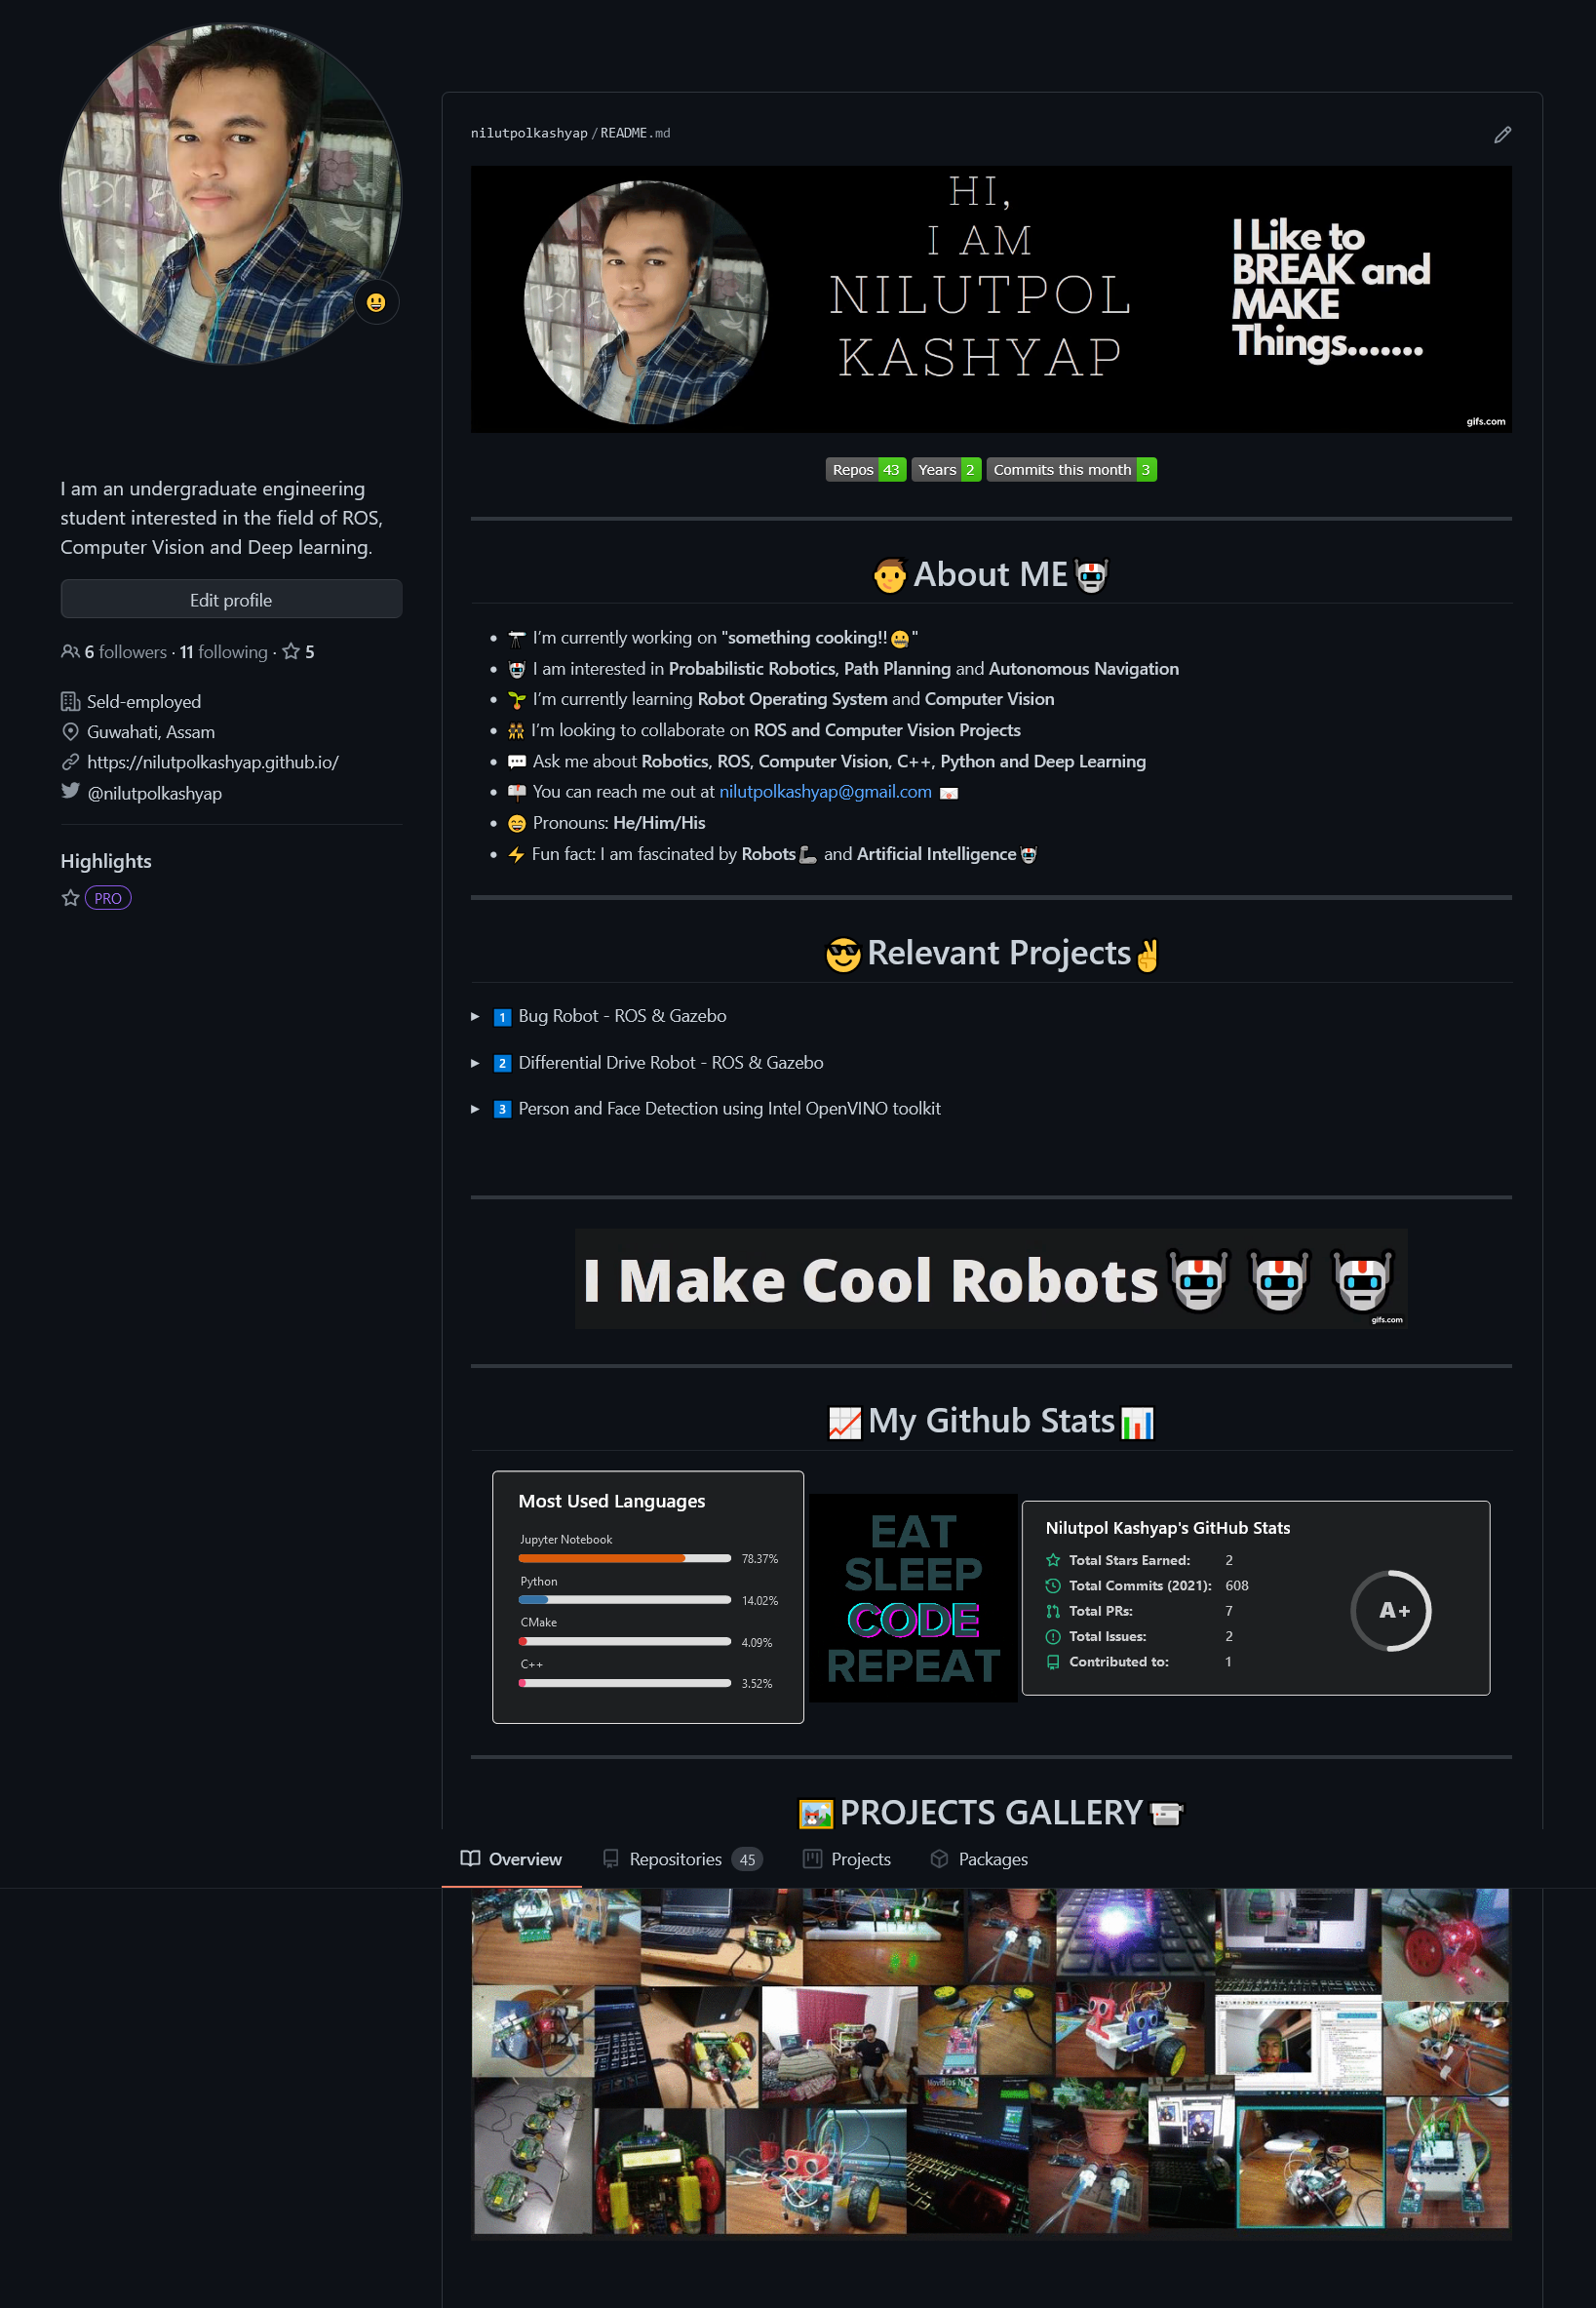 nilutpolkashyap / README.md
HI,
I AM
NILUTPOL
KASHYAP
I Like to
BREAK and
MAKE
Things.......
gifs.com
Repos 43 Years 2 Commits this month 3
I am an undergraduate engineering
student interested in the field of ROS,
Computer Vision and Deep learning.
Edit profile
6 followers · 11 following · 5
Seld-employed
Guwahati, Assam
https://nilutpolkashyap.github.io/
@nilutpolkashyap
Highlights
PRO
About ME
I'm currently working on "something cooking!! "
I am interested in Probabilistic Robotics, Path Planning and Autonomous Navigation
I'm currently learning Robot Operating System and Computer Vision
I'm looking to collaborate on ROS and Computer Vision Projects
Ask me about Robotics, ROS, Computer Vision, C++, Python and Deep Learning
You can reach me out at nilutpolkashyap@gmail.com
Pronouns: He/Him/His
Fun fact: I am fascinated by Robots and Artificial Intelligence
Relevant Projects
1 Bug Robot - ROS & Gazebo
2 Differential Drive Robot - ROS & Gazebo
3 Person and Face Detection using Intel OpenVINO toolkit
I Make Cool Robots
gifs.com
My Github Stats
Most Used Languages
Jupyter Notebook
78.37%
Python
14.02%
CMake
4.09%
C++
3.52%
EAT
SLEEP
CODE
REPEAT
Nilutpol Kashyap's GitHub Stats
Total Stars Earned: 2
Total Commits (2021): 608
Total PRs: 7
Total Issues: 2
Contributed to: 1
A+
PROJECTS GALLERY
Overview Repositories 45 Projects Packages